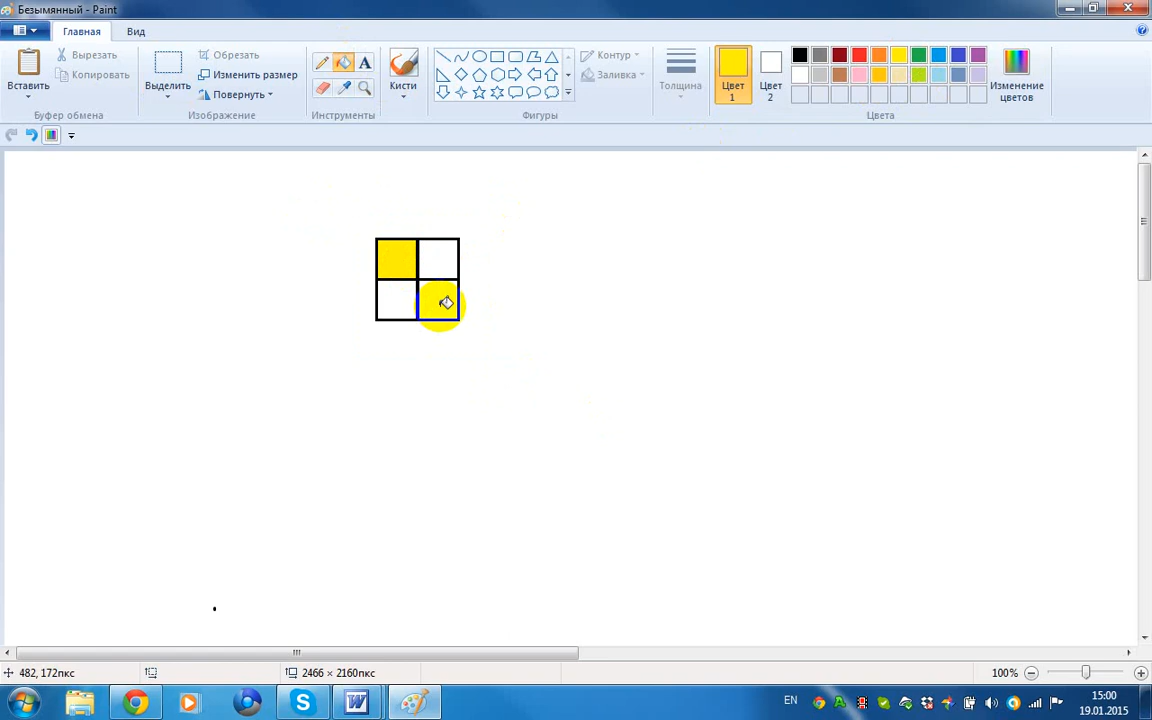 Безымянный - Paint
Главная
Вид
Вставить
Вырезать
Копировать
Буфер обмена
Выделить
Обрезать
Изменить размер
Повернуть
Изображение
A
Инструменты
Кисти
Контур
Заливка
Фигуры
Толщина
Цвет
1
Цвет
2
Изменение
цветов
Цвета
482, 172пкс
2466 × 2160пкс
100%
EN
15:00
19.01.2015